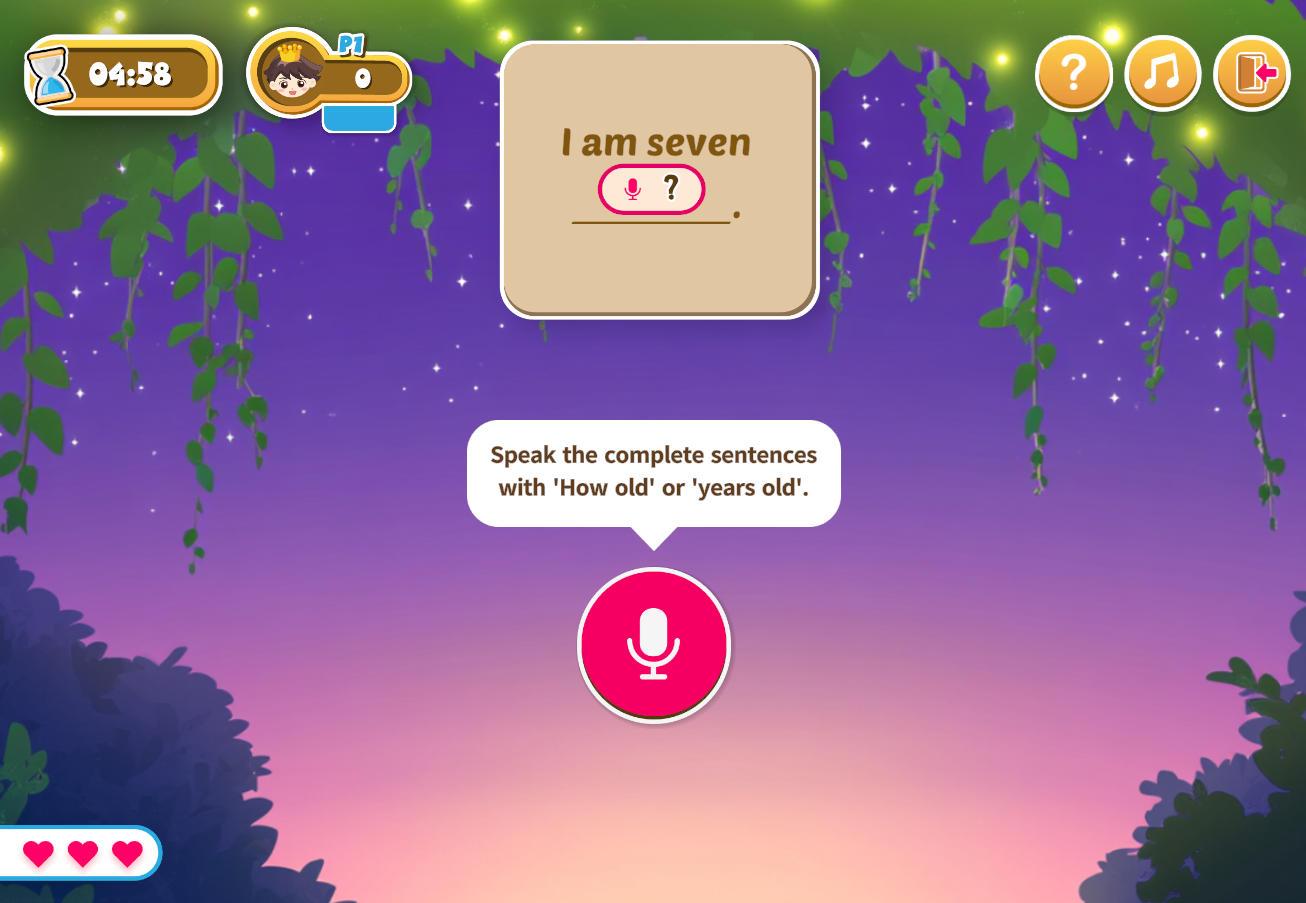 04:58
P1
0
I am seven
?
.
Speak the complete sentences
with 'How old' or 'years old'.
?